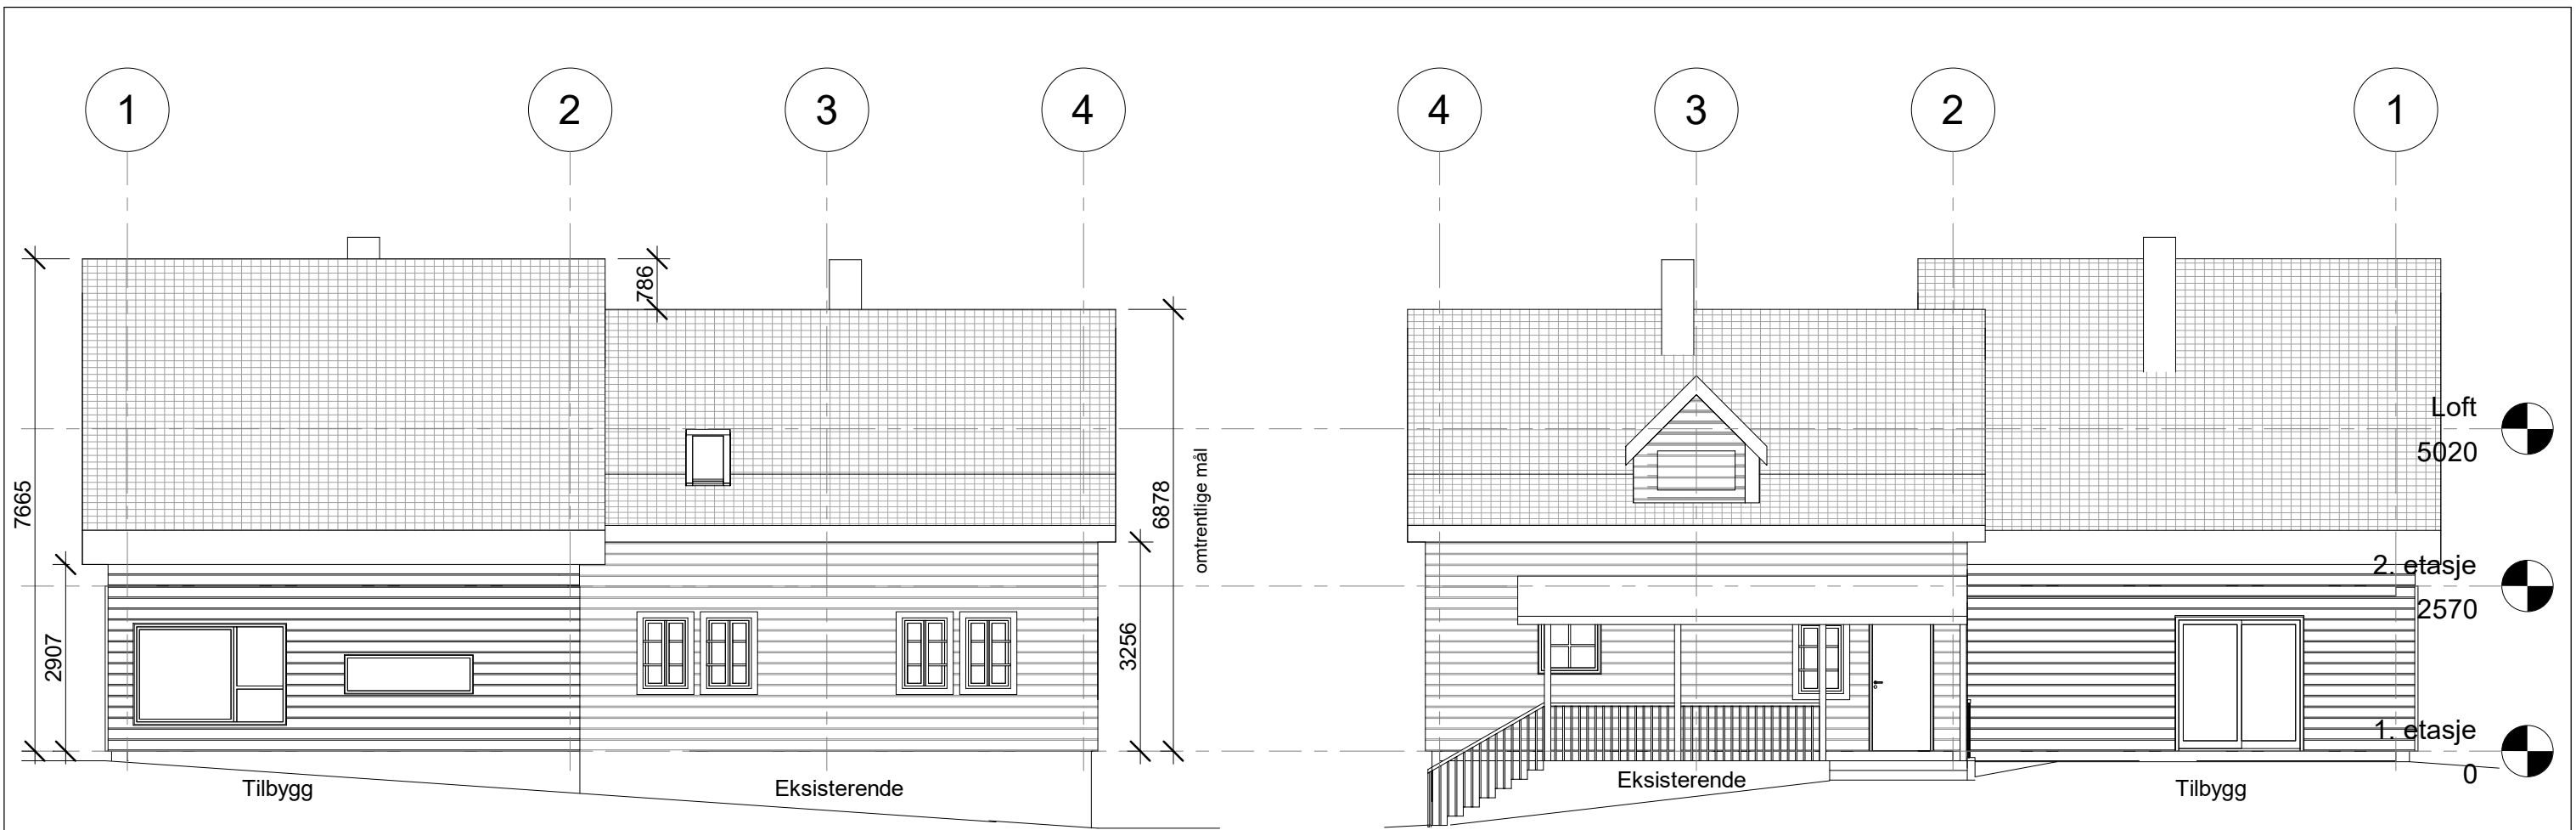 1
2
3
4
4
3
2
1
786
Loft
5020
7665
6878
omtrentlige mål
2. etasje
2570
2907
3256
1. etasje
0
Tilbygg
Eksisterende
Eksisterende
Tilbygg